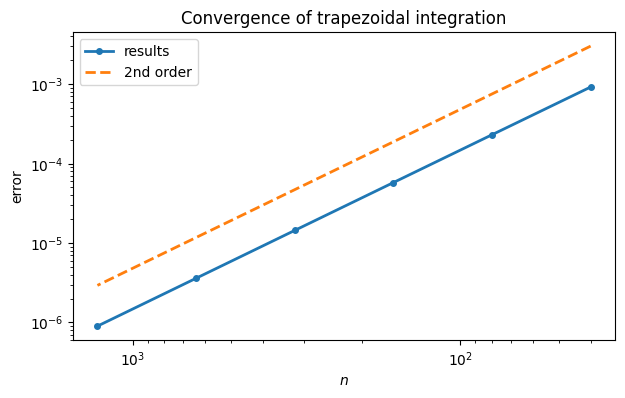 Convergence of trapezoidal integration
results
2nd order
10⁻³
10⁻⁴
10⁻⁵
10⁻⁶
error
10³
10²
n